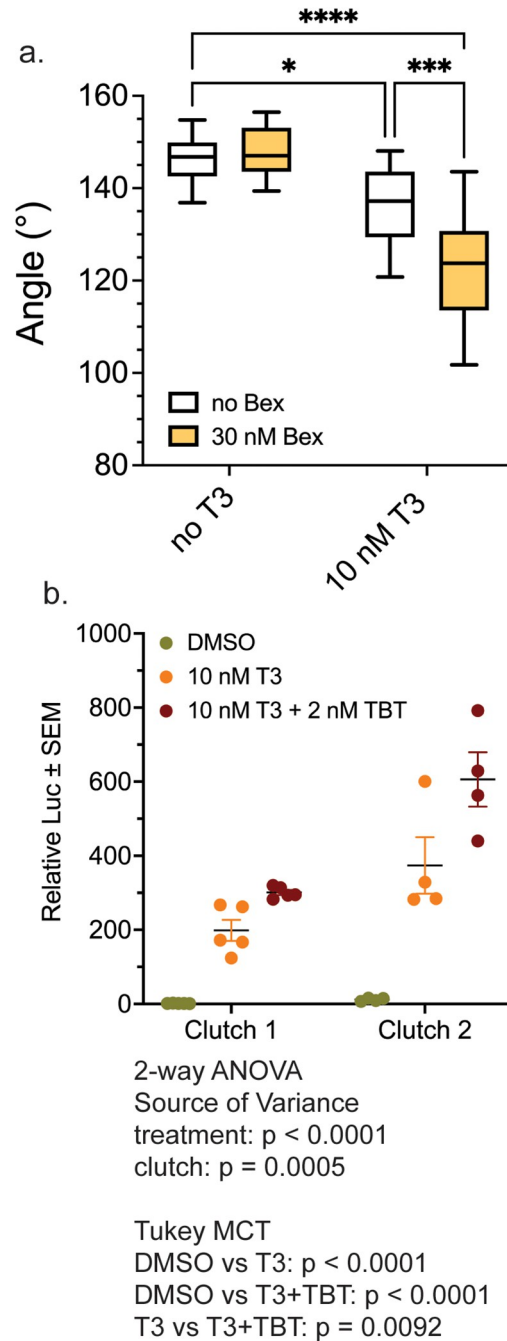 a.
****
*
***
160
140
120
100
80
Angle (°)
no Bex
30 nM Bex
no T3
10 nM T3
b.
1000
800
600
400
200
0
Relative Luc ± SEM
DMSO
10 nM T3
10 nM T3 + 2 nM TBT
Clutch 1
Clutch 2
2-way ANOVA
Source of Variance
treatment: p < 0.0001
clutch: p = 0.0005
Tukey MCT
DMSO vs T3: p < 0.0001
DMSO vs T3+TBT: p < 0.0001
T3 vs T3+TBT: p = 0.0092